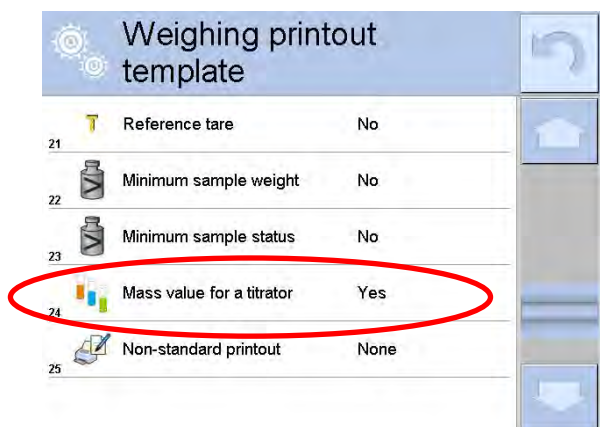 Weighing printout
template
21 Reference tare No
22 Minimum sample weight No
23 Minimum sample status No
24 Mass value for a titrator Yes
25 Non-standard printout None